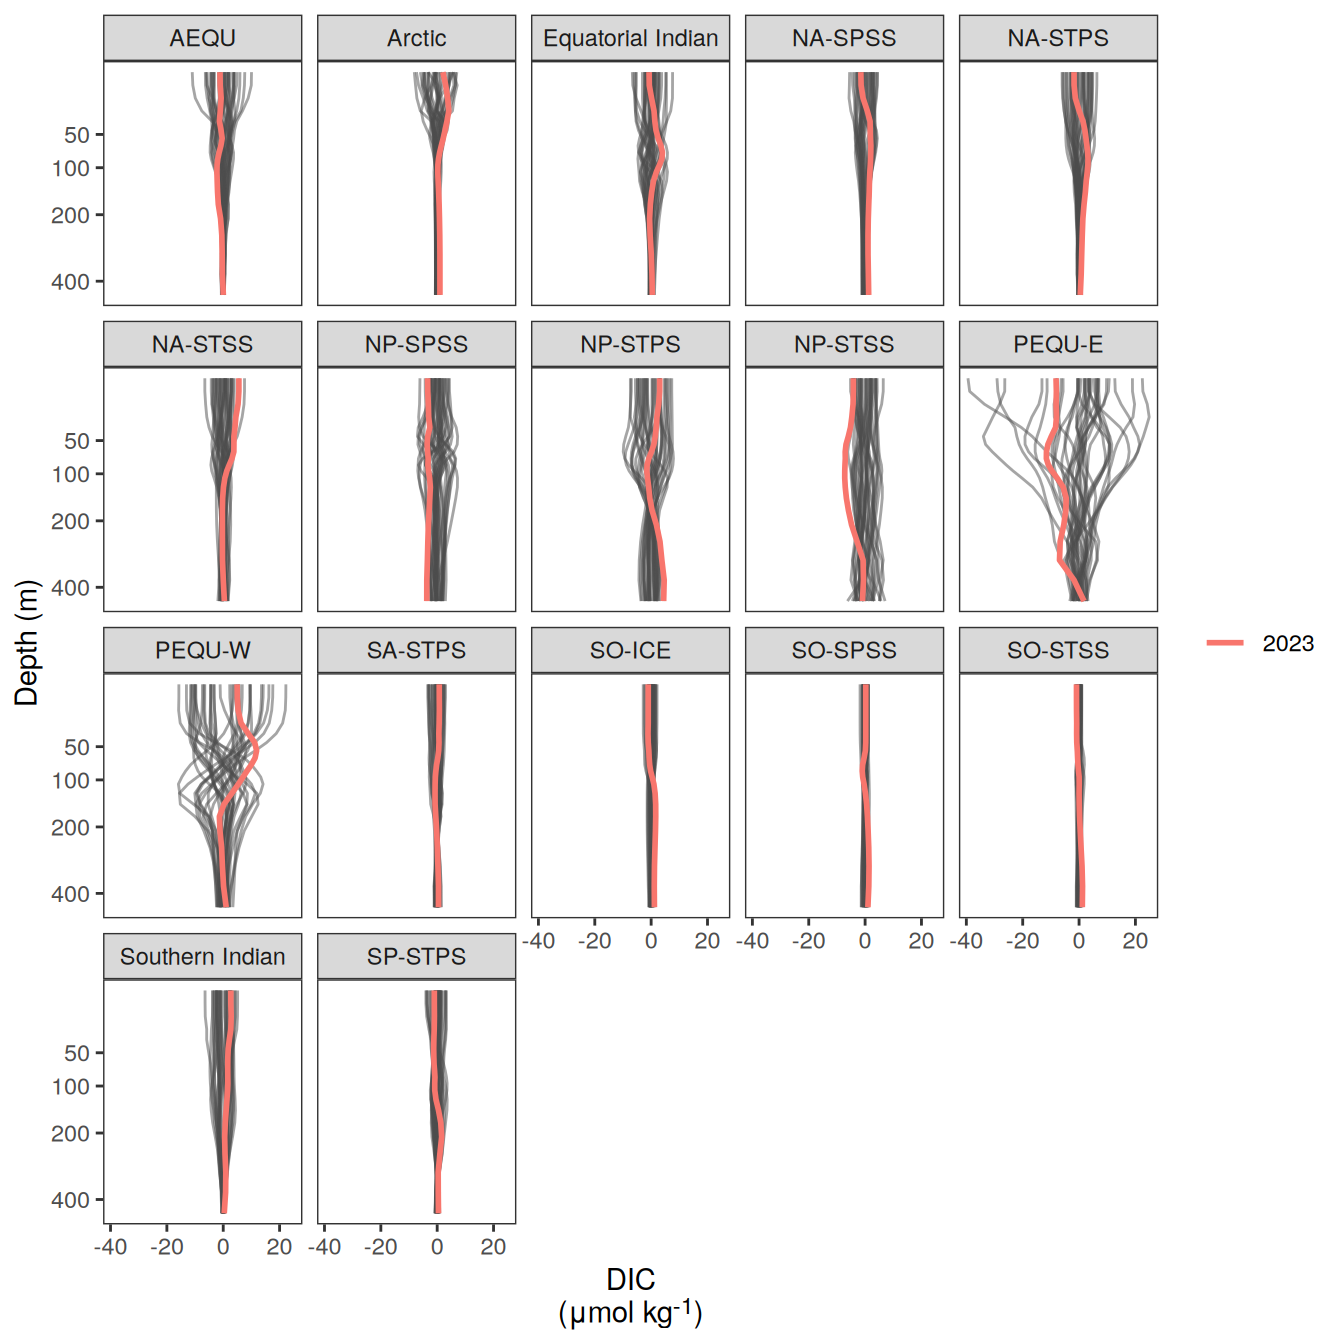 AEQU Arctic Equatorial Indian NA-SPSS NA-STPS
50
100
200
400
NA-STSS NP-SPSS NP-STPS NP-STSS PEQU-E
50
100
200
400
PEQU-W SA-STPS SO-ICE SO-SPSS SO-STSS
50
100
200
400
-40 -20 0 20 -40 -20 0 20 -40 -20 0 20
Southern Indian SP-STPS
50
100
200
400
-40 -20 0 20 -40 -20 0 20
Depth (m)
DIC
(µmol kg⁻¹)
2023